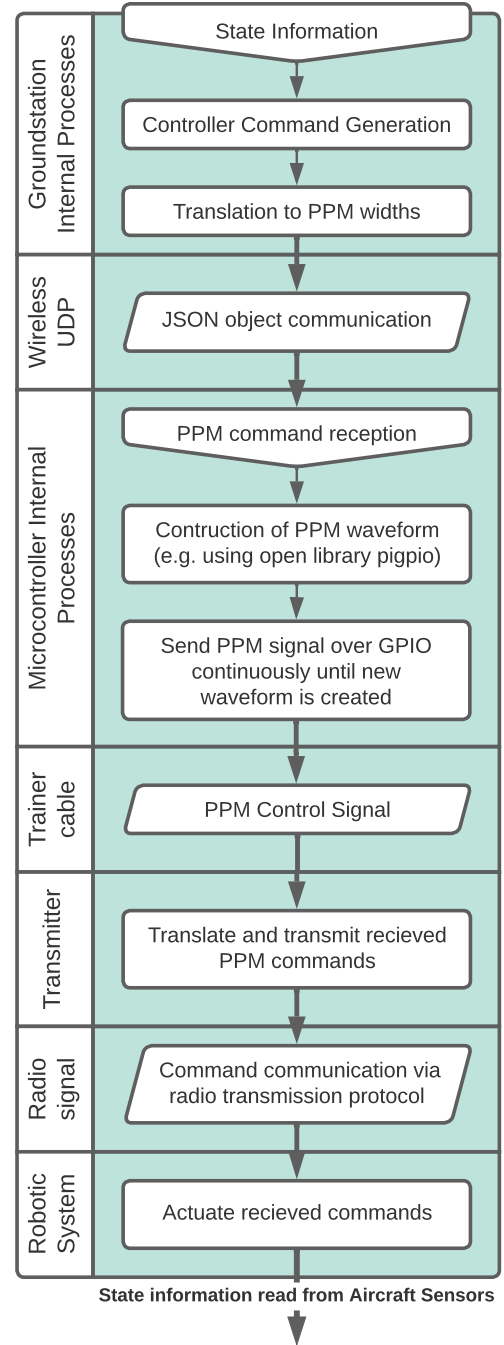 Groundstation
Internal Processes
State Information
Controller Command Generation
Translation to PPM widths
Wireless
UDP
JSON object communication
Microcontroller Internal
Processes
PPM command reception
Contruction of PPM waveform
(e.g. using open library pigpio)
Send PPM signal over GPIO
continuously until new
waveform is created
Trainer
cable
PPM Control Signal
Transmitter
Translate and transmit recieved
PPM commands
Radio
signal
Command communication via
radio transmission protocol
Robotic
System
Actuate recieved commands
State information read from Aircraft Sensors